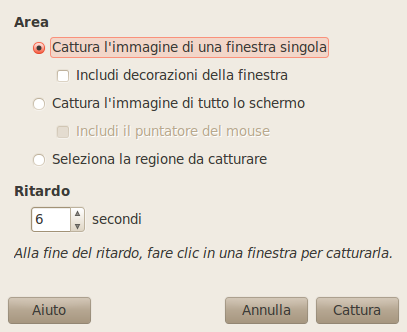 Area
Cattura l'immagine di una finestra singola
Includi decorazioni della finestra
Cattura l'immagine di tutto lo schermo
Includi il puntatore del mouse
Seleziona la regione da catturare
Ritardo
6 secondi
Alla fine del ritardo, fare clic in una finestra per catturarla.
Aiuto Annulla Cattura